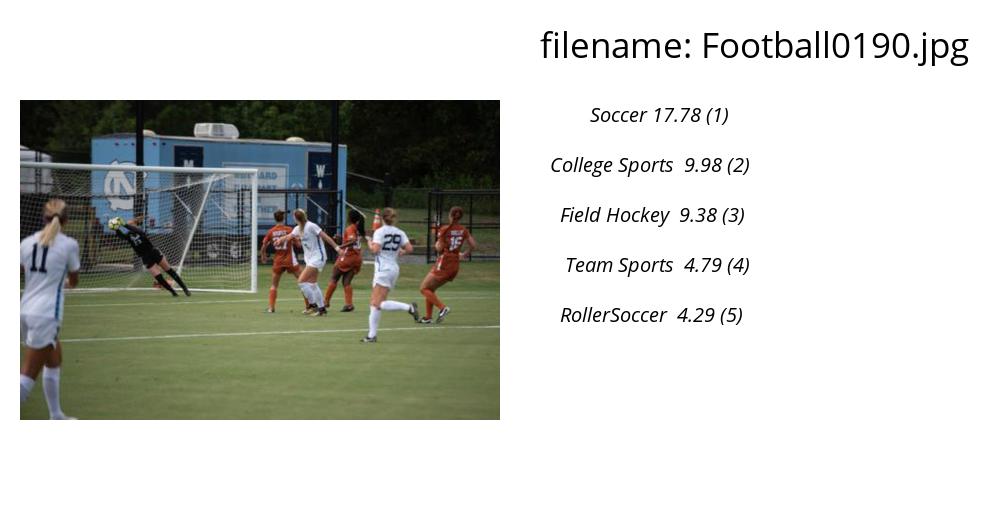 filename: Football0190.jpg
Soccer 17.78 (1)
College Sports 9.98 (2)
Field Hockey 9.38 (3)
Team Sports 4.79 (4)
RollerSoccer 4.29 (5)
NC
M
W
11
29